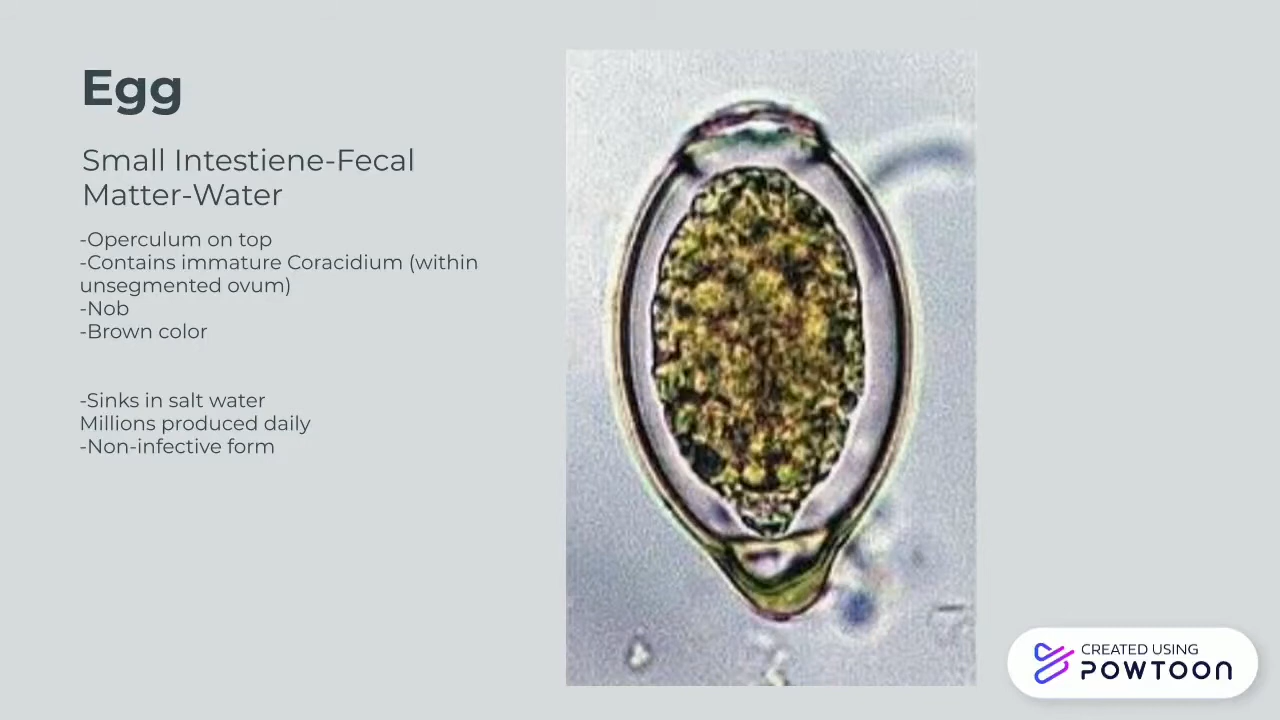 Egg
Small Intestiene-Fecal
Matter-Water
-Operculum on top
-Contains immature Coracidium (within
unsegmented ovum)
-Nob
-Brown color
-Sinks in salt water
Millions produced daily
-Non-infective form
CREATED USING
POWTOON